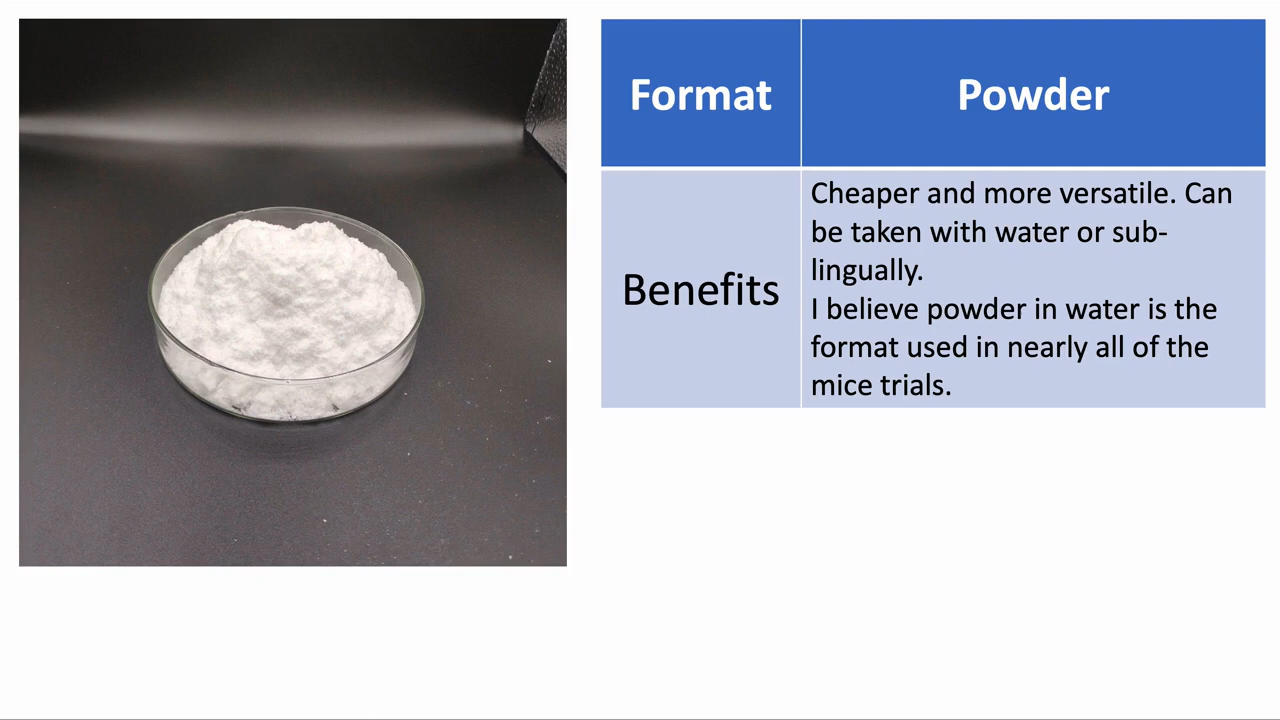 Format
Powder
Benefits
Cheaper and more versatile. Can
be taken with water or sub-
lingually.
I believe powder in water is the
format used in nearly all of the
mice trials.